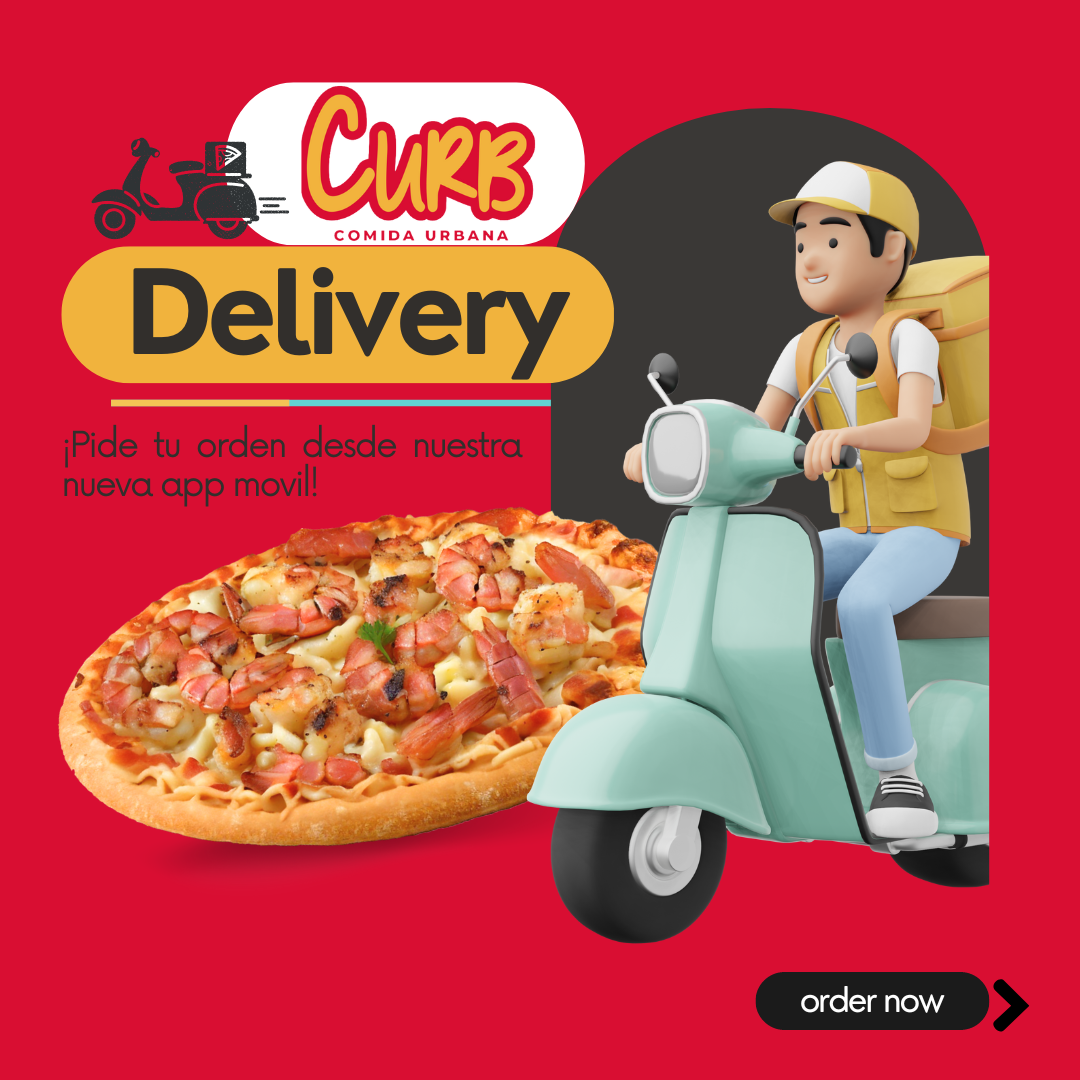 CURB
COMIDA URBANA
Delivery
¡Pide tu orden desde nuestra
nueva app movil!
order now